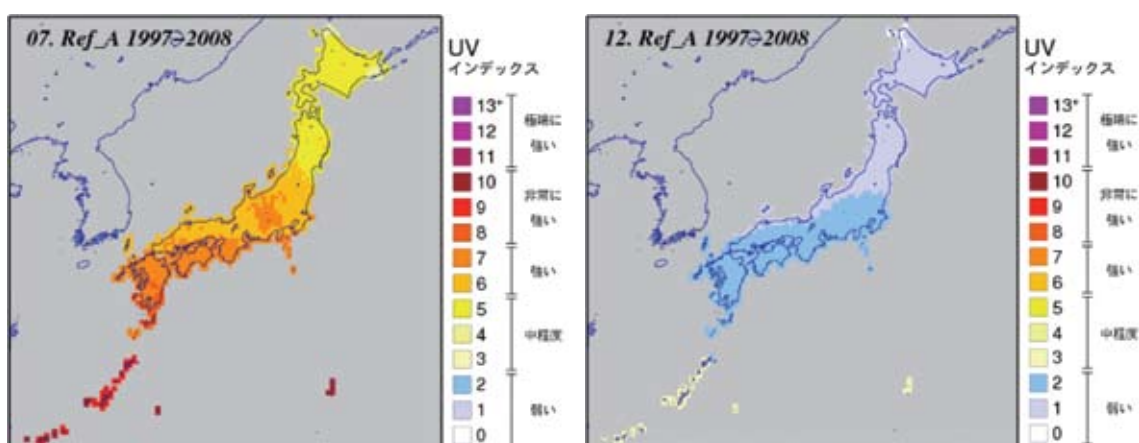 07. Ref_A 1997-2008
UV
インデックス
13+
12
11
極端に
強い
10
9
8
非常に
強い
7
6
強い
5
4
3
中程度
2
1
0
弱い
12. Ref_A 1997-2008
UV
インデックス
13+
12
11
極端に
強い
10
9
8
非常に
強い
7
6
強い
5
4
3
中程度
2
1
0
弱い